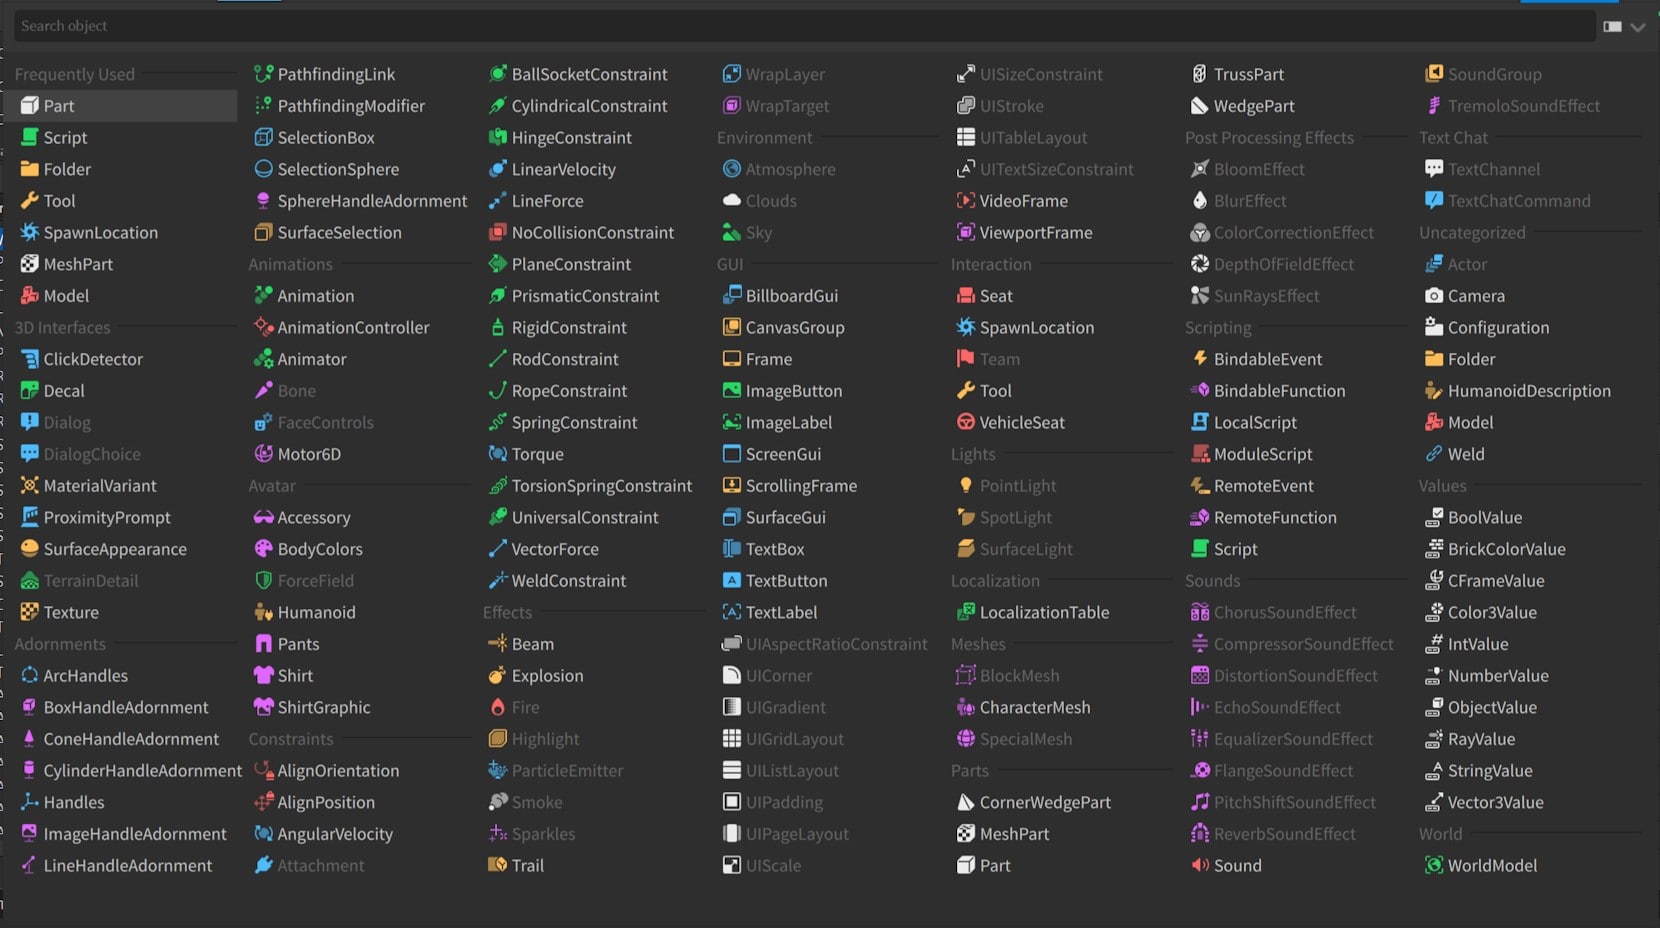 Search object
Frequently Used
Part
Script
Folder
Tool
SpawnLocation
MeshPart
Model
3D Interfaces
ClickDetector
Decal
Dialog
DialogChoice
MaterialVariant
ProximityPrompt
SurfaceAppearance
TerrainDetail
Texture
Adornments
ArcHandles
BoxHandleAdornment
ConeHandleAdornment
CylinderHandleAdornment
Handles
ImageHandleAdornment
LineHandleAdornment
PathfindingLink
PathfindingModifier
SelectionBox
SelectionSphere
SphereHandleAdornment
SurfaceSelection
Animations
Animation
AnimationController
Animator
Bone
FaceControls
Motor6D
Avatar
Accessory
BodyColors
ForceField
Humanoid
Pants
Shirt
ShirtGraphic
Constraints
AlignOrientation
AlignPosition
AngularVelocity
Attachment
BallSocketConstraint
CylindricalConstraint
HingeConstraint
LinearVelocity
LineForce
NoCollisionConstraint
PlaneConstraint
PrismaticConstraint
RigidConstraint
RodConstraint
RopeConstraint
SpringConstraint
Torque
TorsionSpringConstraint
UniversalConstraint
VectorForce
WeldConstraint
Effects
Beam
Explosion
Fire
Highlight
ParticleEmitter
Smoke
Sparkles
Trail
WrapLayer
WrapTarget
Environment
Atmosphere
Clouds
Sky
GUI
BillboardGui
CanvasGroup
Frame
ImageButton
ImageLabel
ScreenGui
ScrollingFrame
SurfaceGui
TextBox
TextButton
TextLabel
UIAspectRatioConstraint
UICorner
UIGradient
UIGridLayout
UIListLayout
UIPadding
UIPageLayout
UIScale
UISizeConstraint
UIStroke
UITableLayout
UITextSizeConstraint
VideoFrame
ViewportFrame
Interaction
Seat
SpawnLocation
Team
Tool
VehicleSeat
Lights
PointLight
SpotLight
SurfaceLight
Localization
LocalizationTable
Meshes
BlockMesh
CharacterMesh
SpecialMesh
Parts
CornerWedgePart
MeshPart
Part
TrussPart
WedgePart
Post Processing Effects
BloomEffect
BlurEffect
ColorCorrectionEffect
DepthOfFieldEffect
SunRaysEffect
Scripting
BindableEvent
BindableFunction
LocalScript
ModuleScript
RemoteEvent
RemoteFunction
Script
Sounds
ChorusSoundEffect
CompressorSoundEffect
DistortionSoundEffect
EchoSoundEffect
EqualizerSoundEffect
FlangeSoundEffect
PitchShiftSoundEffect
ReverbSoundEffect
Sound
SoundGroup
TremoloSoundEffect
Text Chat
TextChannel
TextChatCommand
Uncategorized
Actor
Camera
Configuration
Folder
HumanoidDescription
Model
Weld
Values
BoolValue
BrickColorValue
CFrameValue
Color3Value
IntValue
NumberValue
ObjectValue
RayValue
StringValue
Vector3Value
World
WorldModel